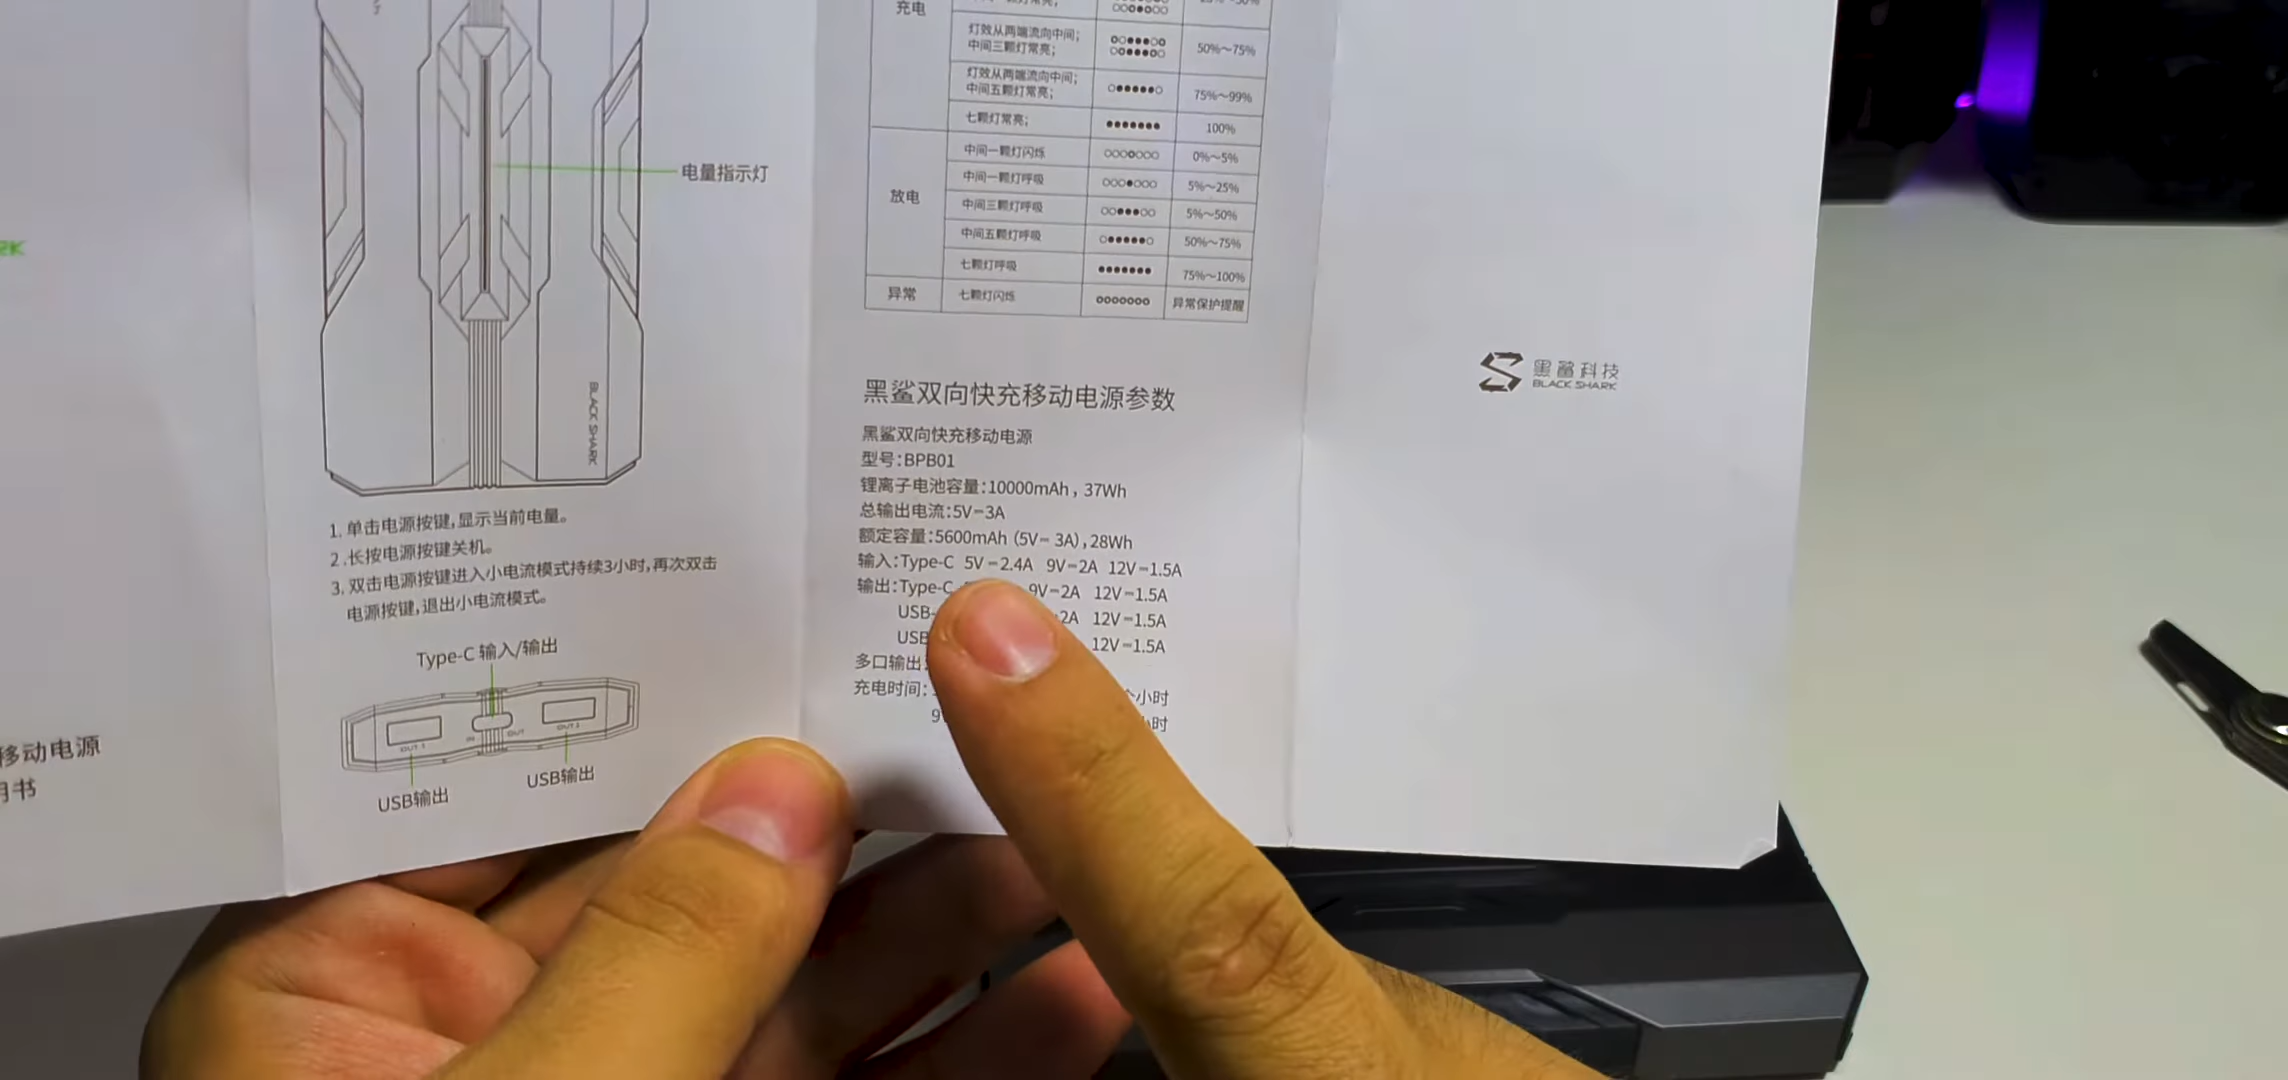 RK
移动电源
明书
电量指示灯
BLACK SHARK
1. 单击电源按键,显示当前电量。
2.长按电源按键关机。
3. 双击电源按键进入小电流模式持续3小时,再次双击
电源按键,退出小电流模式。
Type-C 输入/输出
OUT 1
IN
OUT
USB输出
USB输出
充电
灯效从两端流向中间;
中间三颗灯常亮;
50%~75%
灯效从两端流向中间;
中间五颗灯常亮;
75%~99%
七颗灯常亮;
100%
放电
中间一颗灯闪烁
0%~5%
中间一颗灯呼吸
5%~25%
中间三颗灯呼吸
5%~50%
中间五颗灯呼吸
50%~75%
七颗灯呼吸
75%~100%
异常
七颗灯闪烁
异常保护提醒
黑鲨双向快充移动电源参数
黑鲨双向快充移动电源
型号:BPB01
锂离子电池容量:10000mAh, 37Wh
总输出电流:5V⎓3A
额定容量:5600mAh (5V⎓ 3A),28Wh
输入:Type-C 5V⎓2.4A 9V⎓2A 12V⎓1.5A
输出:Type-C 9V⎓2A 12V⎓1.5A
USB- 2A 12V⎓1.5A
USB 12V⎓1.5A
多口输出:
充电时间: 个小时
9V 小时
黑鲨科技
BLACK SHARK